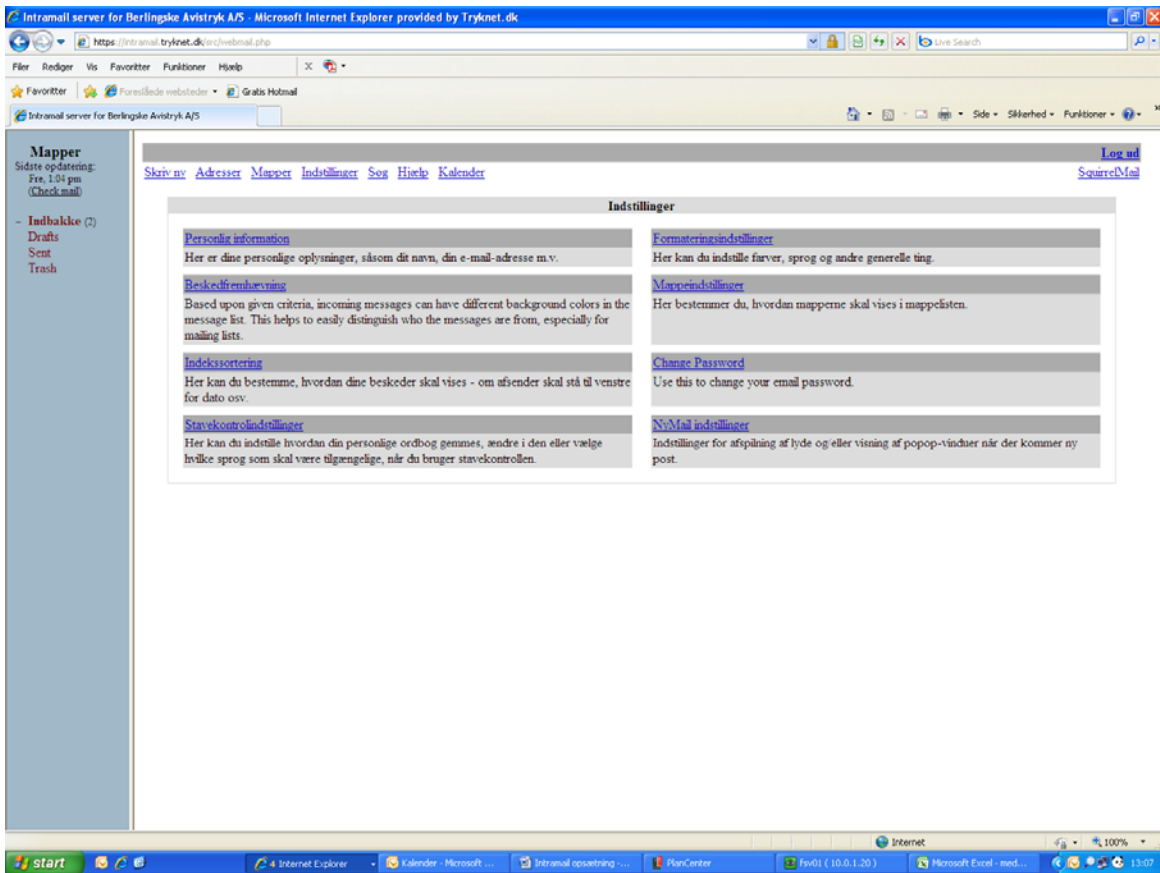 Intramail server for Berlingske Avistryk A/S - Microsoft Internet Explorer provided by Tryknet.dk
https://intramail.tryknet.dk/src/webmail.php
Live Search
Filer Rediger Vis Favoritter Funktioner Hjælp X
Favoritter Foreslåede websteder Gratis Hotmail
Intramail server for Berlingske Avistryk A/S
Side Sikkerhed Funktioner
Mapper
Sidste opdatering:
Fre, 1:04 pm
(Check mail)
– Indbakke (2)
Drafts
Sent
Trash
Log ud
Skriv ny Adresser Mapper Indstillinger Søg Hjælp Kalender
SquirrelMail
Indstillinger
Personlig information
Her er dine personlige oplysninger, såsom dit navn, din e-mail-adresse m.v.
Formateringsindstillinger
Her kan du indstille farver, sprog og andre generelle ting.
Beskedfremhævning
Based upon given criteria, incoming messages can have different background colors in the
message list. This helps to easily distinguish who the messages are from, especially for
mailing lists.
Mappeindstillinger
Her bestemmer du, hvordan mapperne skal vises i mappelisten.
Indekssortering
Her kan du bestemme, hvordan dine beskeder skal vises - om afsender skal stå til venstre
for dato osv.
Change Password
Use this to change your email password.
Stavekontrolindstillinger
Her kan du indstille hvordan din personlige ordbog gemmes, ændre i den eller vælge
hvilke sprog som skal være tilgængelige, når du bruger stavekontrollen.
NyMail indstillinger
Indstillinger for afspilning af lyde og/eller visning af popop-vinduer når der kommer ny
post.
Internet
100%
start
4 Internet Explorer
Kalender - Microsoft ...
Intramail opsætning -...
PlanCenter
fsv01 ( 10.0.1.20 )
Microsoft Excel - med...
13:07